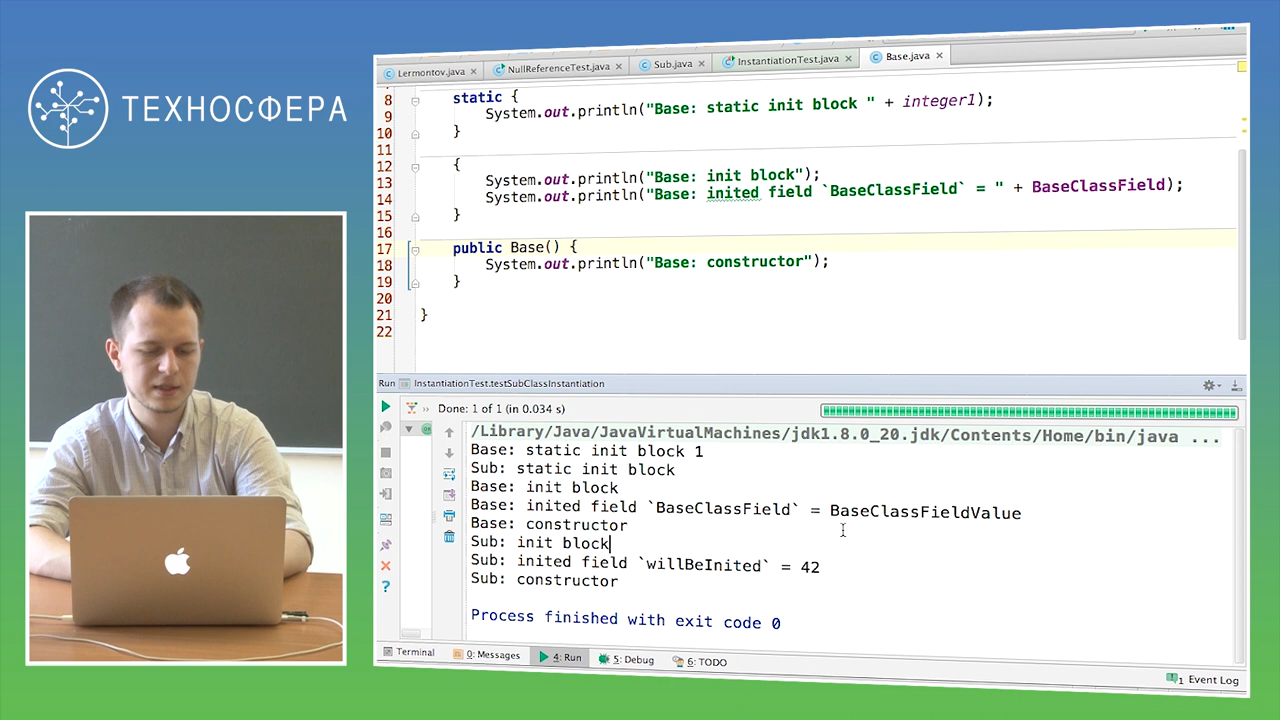 ТЕХНОСФЕРА
Lermontov.java
NullReferenceTest.java
Sub.java
InstantiationTest.java
Base.java
8 static {
9 System.out.println("Base: static init block " + integer1);
10 }
11
12 {
13 System.out.println("Base: init block");
14 System.out.println("Base: inited field `BaseClassField` = " + BaseClassField);
15 }
16
17 public Base() {
18 System.out.println("Base: constructor");
19 }
20
21 }
22
Run InstantiationTest.testSubClassInstantiation
Done: 1 of 1 (in 0.034 s)
/Library/Java/JavaVirtualMachines/jdk1.8.0_20.jdk/Contents/Home/bin/java ...
Base: static init block 1
Sub: static init block
Base: init block
Base: inited field `BaseClassField` = BaseClassFieldValue
Base: constructor
Sub: init block
Sub: inited field `willBeInited` = 42
Sub: constructor
Process finished with exit code 0
Terminal
0: Messages
4: Run
5: Debug
6: TODO
1 Event Log